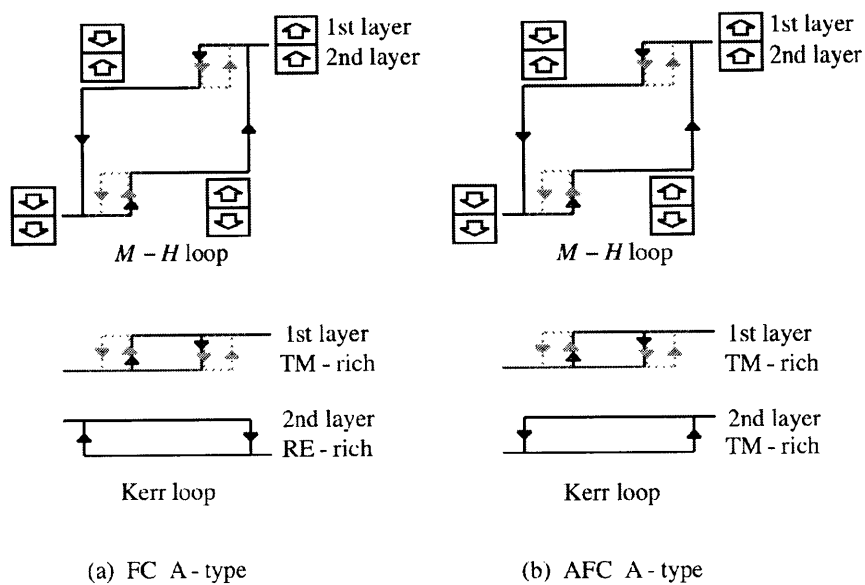 1st layer
2nd layer
M – H loop
1st layer
TM - rich
2nd layer
RE - rich
Kerr loop
(a) FC A - type
1st layer
2nd layer
M – H loop
1st layer
TM - rich
2nd layer
TM - rich
Kerr loop
(b) AFC A - type